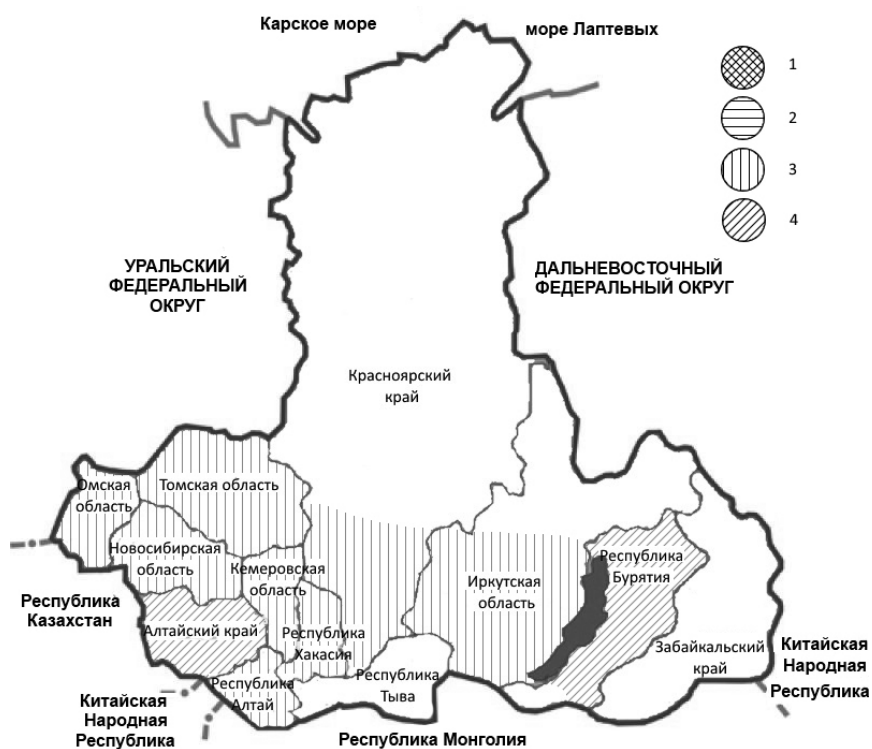 Карское море
море Лаптевых
1
2
3
4
УРАЛЬСКИЙ
ФЕДЕРАЛЬНЫЙ
ОКРУГ
ДАЛЬНЕВОСТОЧНЫЙ
ФЕДЕРАЛЬНЫЙ ОКРУГ
Красноярский
край
Омская
область
Томская область
Новосибирская
область
Кемеровская
область
Иркутская
область
Республика
Бурятия
Республика
Казахстан
Алтайский край
Республика
Хакасия
Республика
Алтай
Республика
Тыва
Забайкальский
край
Китайская
Народная
Республика
Китайская
Народная
Республика
Республика Монголия